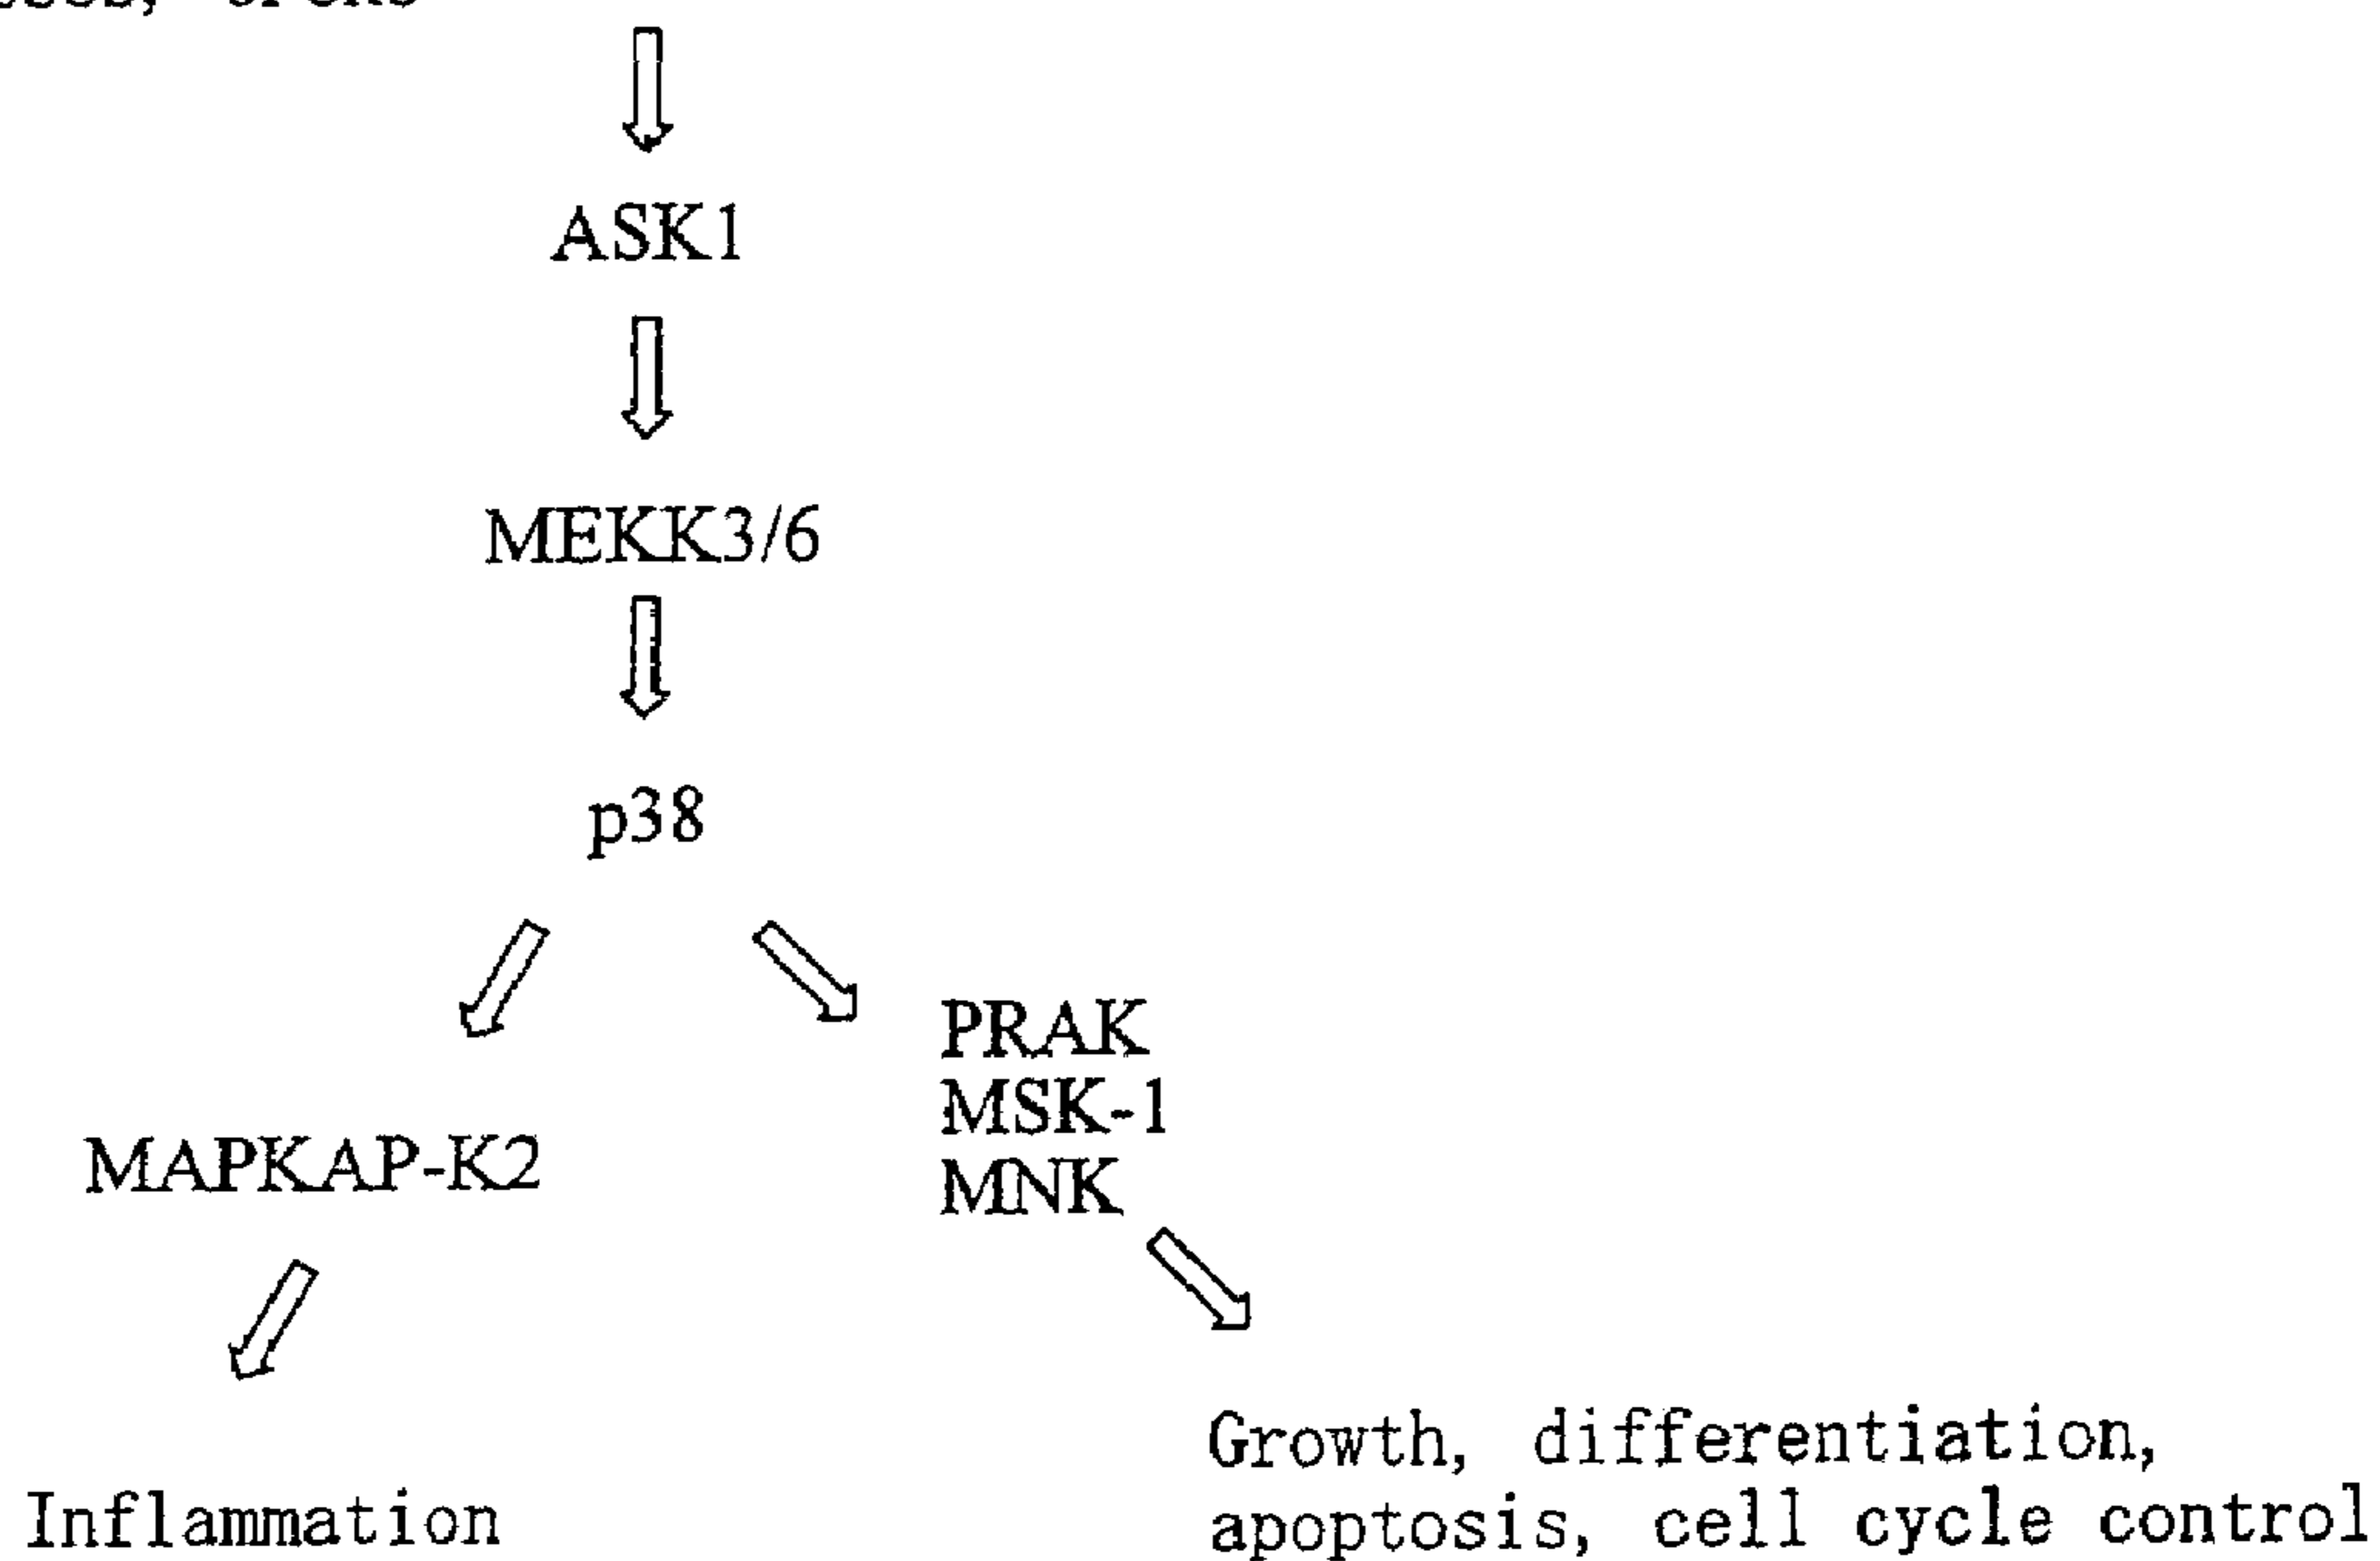 ASK1
MEKK3/6
p38
PRAK
MSK-1
MNK
MAPKAP-K2
Growth, differentiation,
apoptosis, cell cycle control
Inflammation